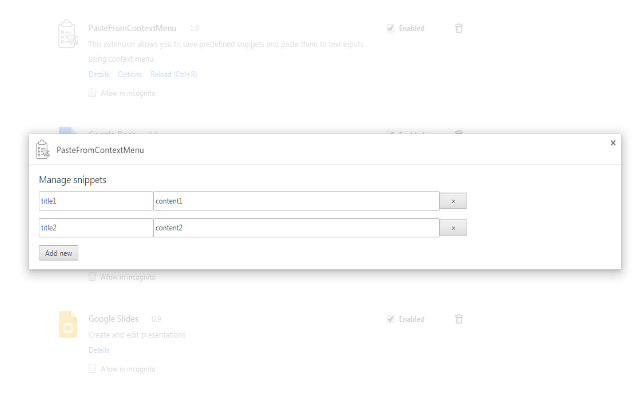 PasteFromContextMenu 1.0 Enabled
This extension allows you to save predefined snippets and paste them to text inputs
using context menu.
Details Options Reload (Ctrl+R)
Allow in incognito
PasteFromContextMenu x
Manage snippets
title1 content1 x
title2 content2 x
Add new
Allow in incognito
Google Slides 0.9 Enabled
Create and edit presentations
Details
Allow in incognito